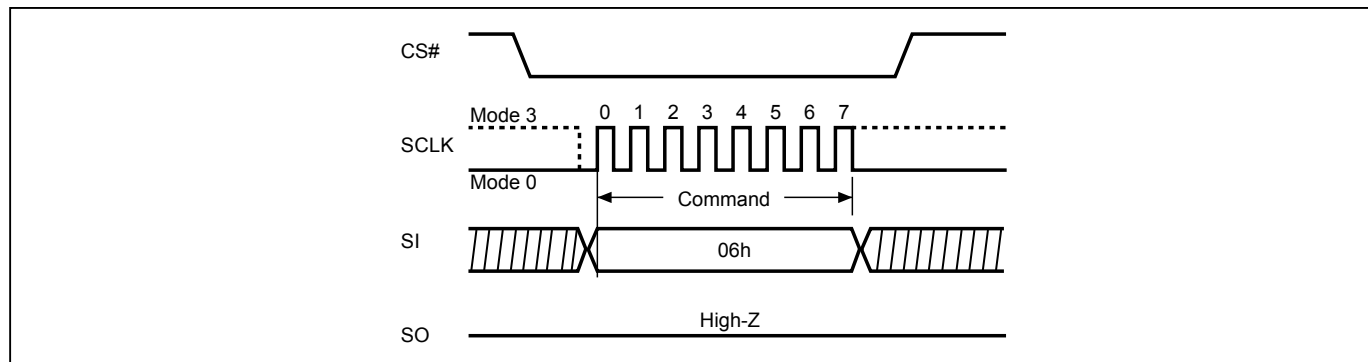 CS#
Mode 3
0 1 2 3 4 5 6 7
SCLK
Mode 0
Command
SI
06h
High-Z
SO